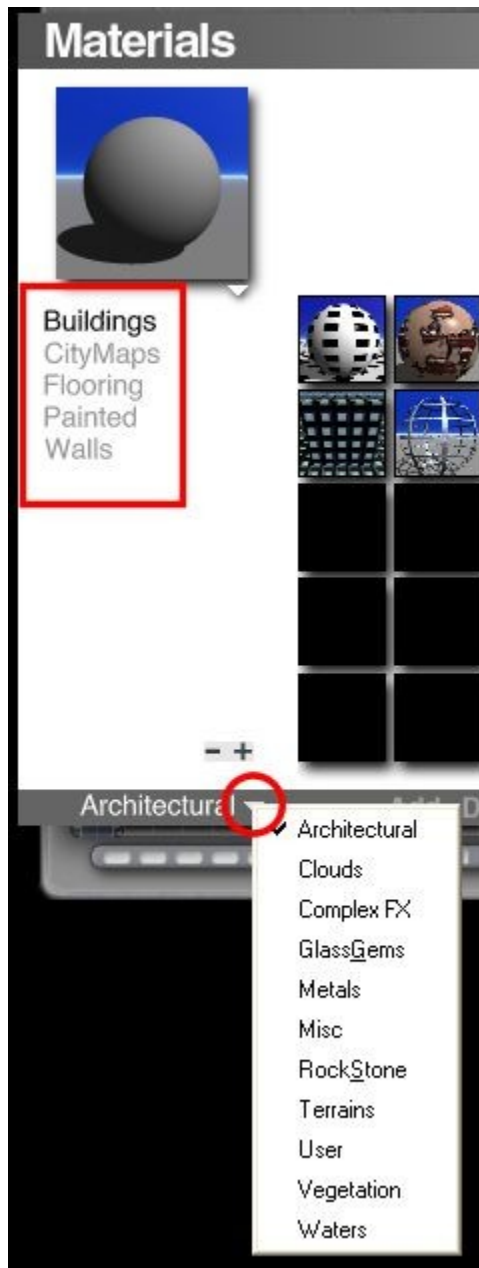 Materials
Buildings
CityMaps
Flooring
Painted
Walls
- +
Architectural
Architectural
Clouds
Complex FX
GlassGems
Metals
Misc
RockStone
Terrains
User
Vegetation
Waters